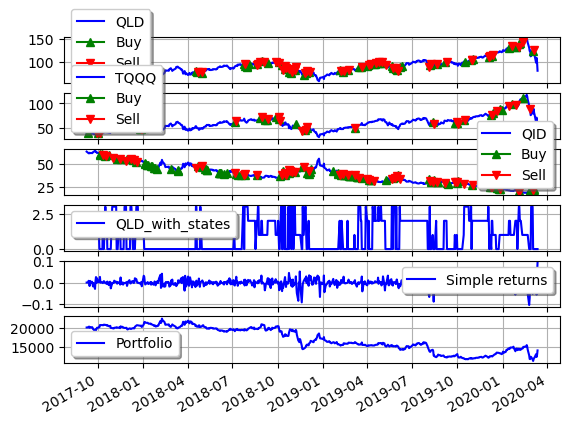 QLD
Buy
Sell
150
100
TQQQ
Buy
Sell
100
50
QID
Buy
Sell
50
25
QLD_with_states
2.5
0.0
Simple returns
0.1
0.0
-0.1
Portfolio
20000
15000
2017-10
2018-01
2018-04
2018-07
2018-10
2019-01
2019-04
2019-07
2019-10
2020-01
2020-04